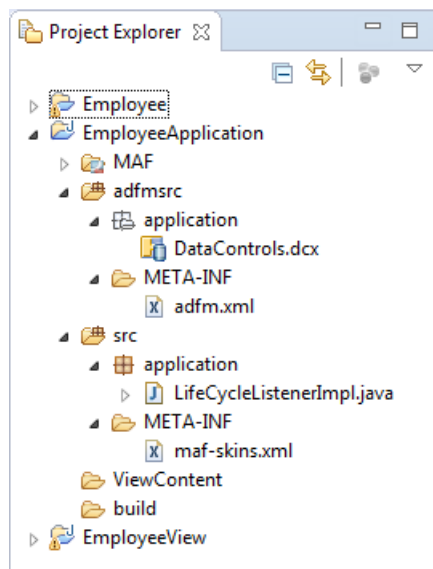 Project Explorer
Employee
EmployeeApplication
MAF
adfmsrc
application
DataControls.dcx
META-INF
adfm.xml
src
application
LifeCycleListenerImpl.java
META-INF
maf-skins.xml
ViewContent
build
EmployeeView